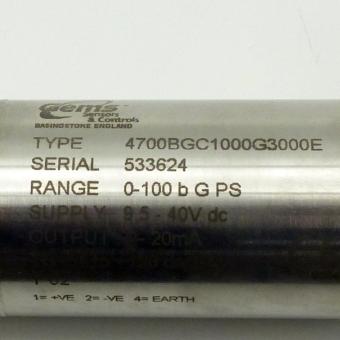 Gems
Sensors
& Controls
BASINGSTOKE ENGLAND
TYPE 4700BGC1000G3000E
SERIAL 533624
RANGE 0-100 b G PS
SUPPLY 9.5 - 40V dc
OUTPUT 20mA
1= +VE 2= -VE 4= EARTH